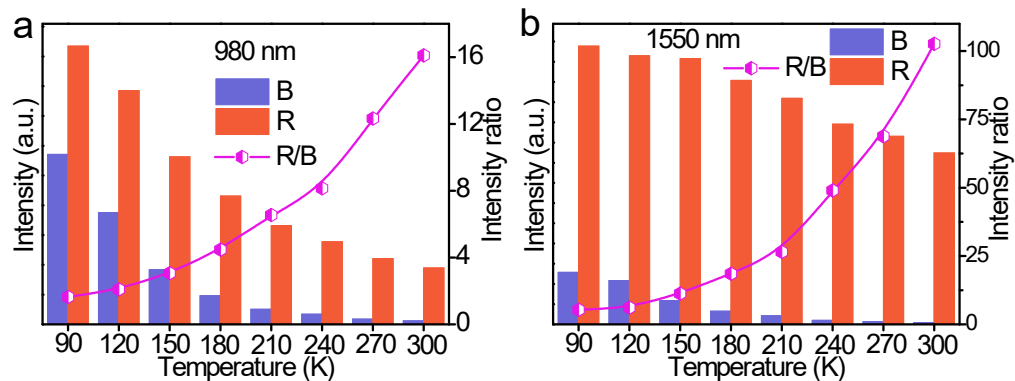 a
980 nm
B
R
R/B
Intensity (a.u.)
16
12
8
4
0
Intensity ratio
90 120 150 180 210 240 270 300
Temperature (K)
b
1550 nm
R/B
B
R
Intensity (a.u.)
100
75
50
25
0
Intensity ratio
90 120 150 180 210 240 270 300
Temperature (K)